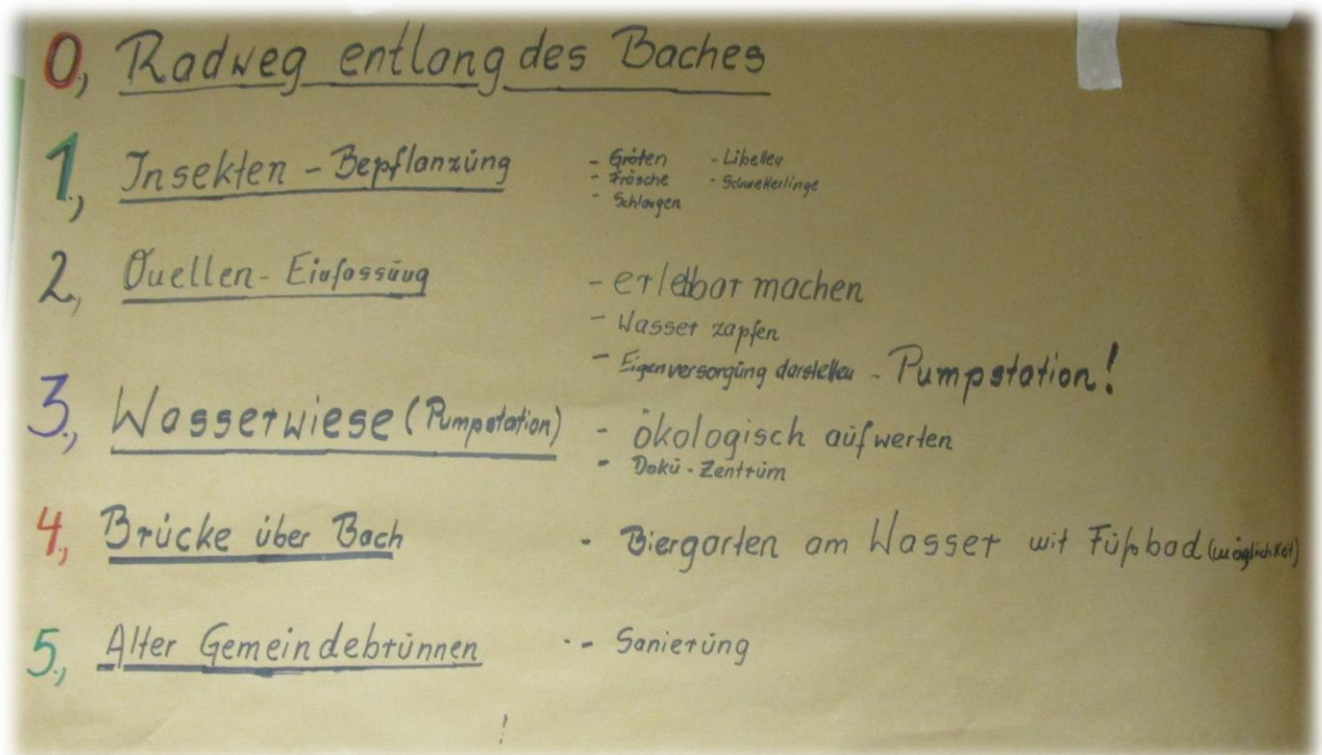 0, Radweg entlang des Baches
1, Insekten - Bepflanzung - Gröten - Libellen
- Frösche - Schmetterlinge
- Schlangen
2, Quellen - Einfassung - erlebbar machen
- Wasser zapfen
- Eigenversorgung darstellen - Pumpstation!
3, Wasserwiese (Pumpstation) - ökologisch aufwerten
- Doku - Zentrum
4, Brücke über Bach - Biergarten am Wasser mit Fußbad (möglichkeit)
5, Alter Gemeindebrunnen - - Sanierung
!